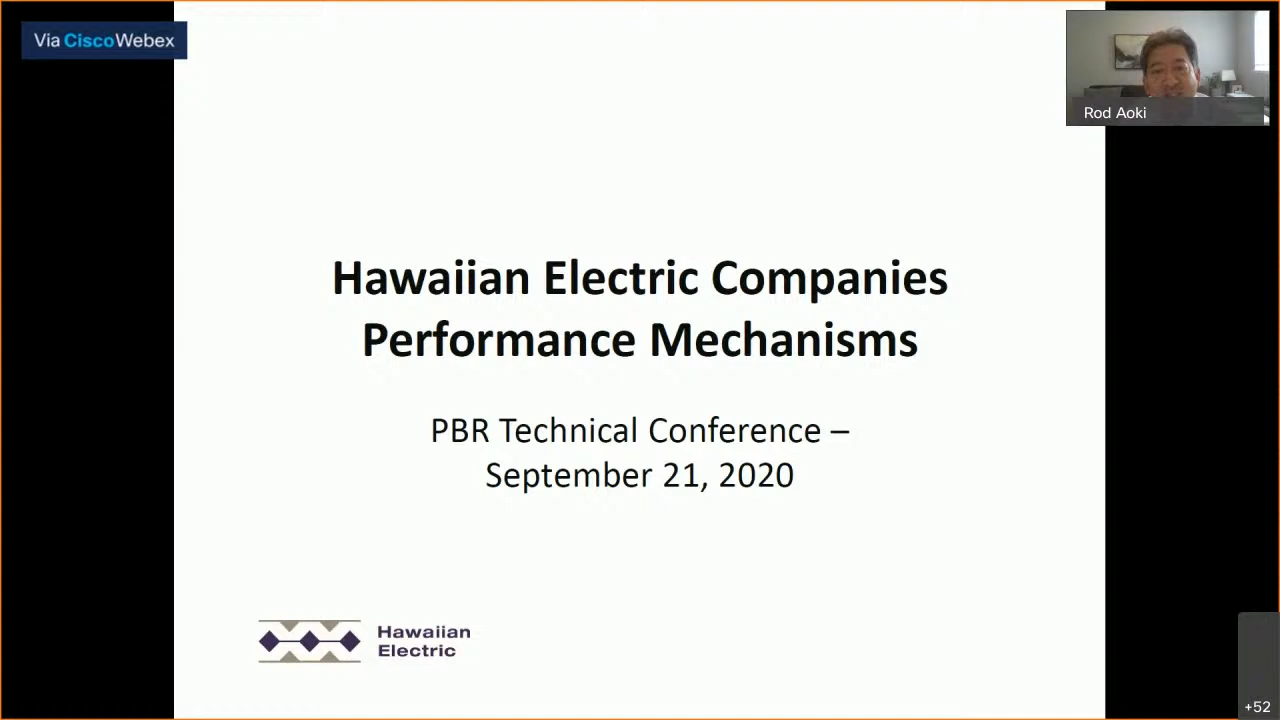 Via CiscoWebex
Rod Aoki
Hawaiian Electric Companies
Performance Mechanisms
PBR Technical Conference –
September 21, 2020
Hawaiian
Electric
+52